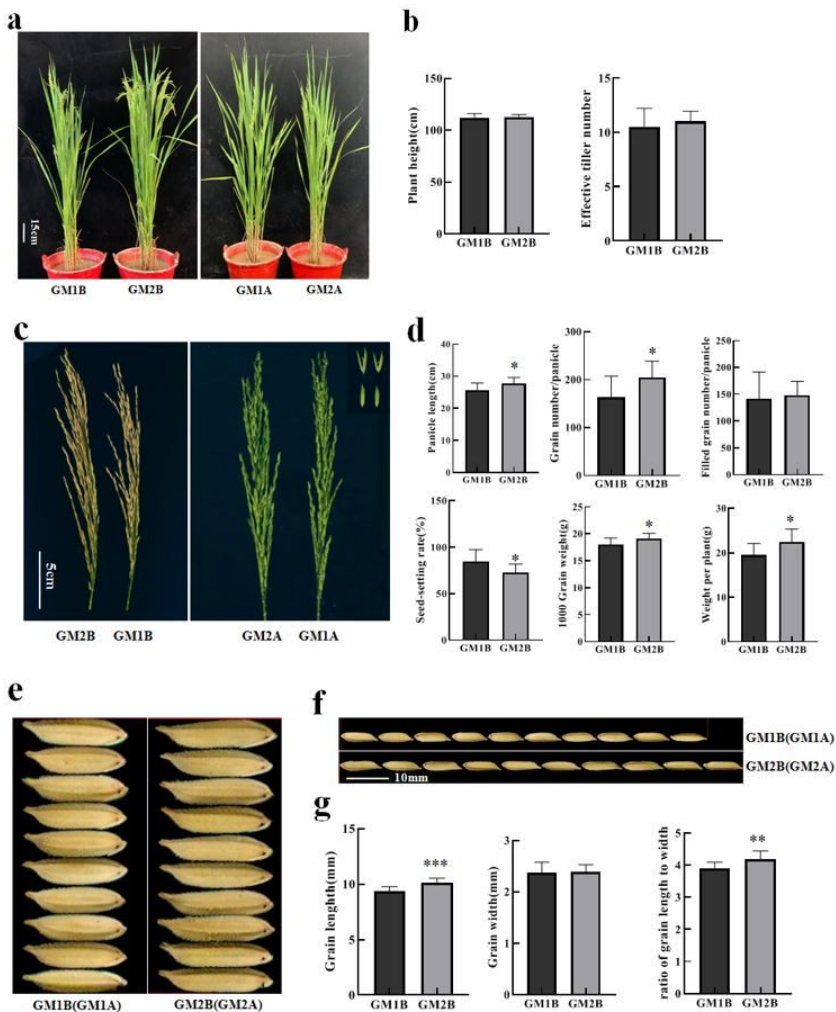 a
15cm
GM1B GM2B GM1A GM2A
b
Plant height(cm)
150
100
50
0
GM1B GM2B
Effective tiller number
15
10
5
0
GM1B GM2B
c
5cm
GM2B GM1B GM2A GM1A
d
Panicle length(cm)
40
30
20
10
0
*
GM1B GM2B
Grain number/panicle
300
200
100
0
*
GM1B GM2B
Filled grain number/panicle
250
200
150
100
50
0
GM1B GM2B
Seed-setting rate(%)
150
100
50
0
*
GM1B GM2B
1000 Grain weight(g)
25
20
15
10
5
0
*
GM1B GM2B
Weight per plant(g)
30
20
10
0
*
GM1B GM2B
e
GM1B(GM1A) GM2B(GM2A)
f
GM1B(GM1A)
GM2B(GM2A)
10mm
g
Grain lenghth(mm)
15
10
5
0
***
GM1B GM2B
Grain width(mm)
3
2
1
0
GM1B GM2B
ratio of grain length to width
5
4
3
2
1
0
**
GM1B GM2B